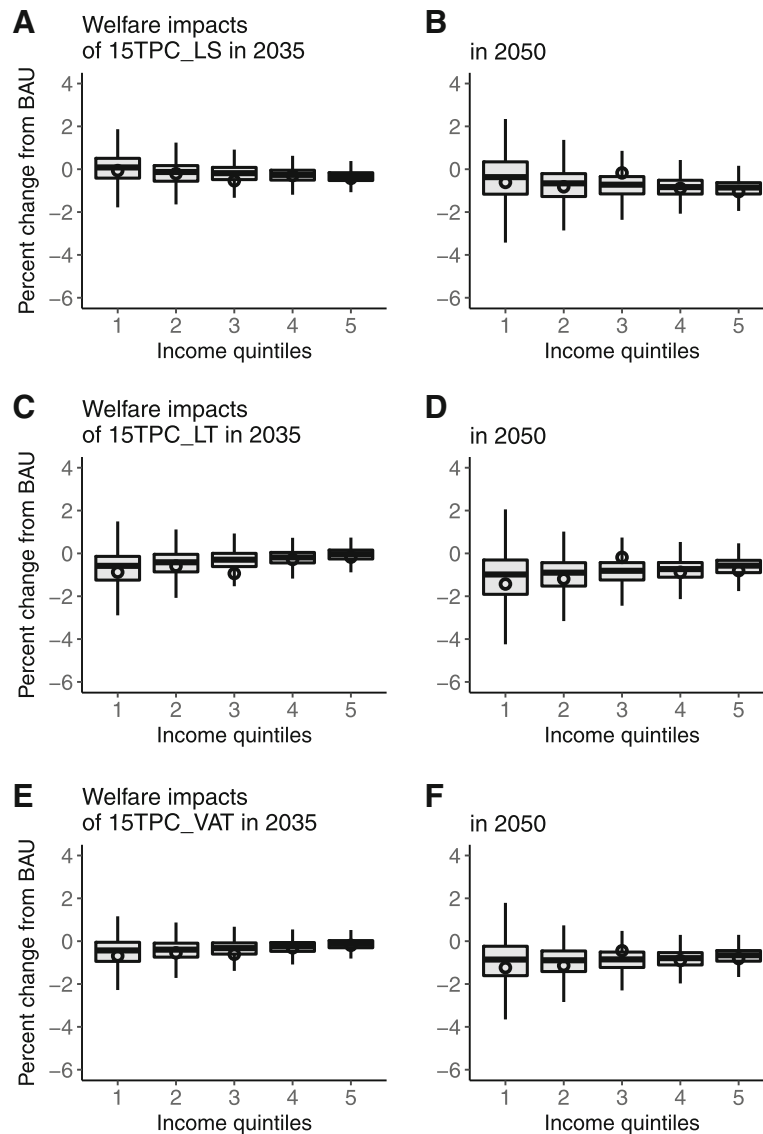 A
Welfare impacts
of 15TPC_LS in 2035
Percent change from BAU
4
2
0
−2
−4
−6
1 2 3 4 5
Income quintiles
B
in 2050
4
2
0
−2
−4
−6
1 2 3 4 5
Income quintiles
C
Welfare impacts
of 15TPC_LT in 2035
Percent change from BAU
4
2
0
−2
−4
−6
1 2 3 4 5
Income quintiles
D
in 2050
4
2
0
−2
−4
−6
1 2 3 4 5
Income quintiles
E
Welfare impacts
of 15TPC_VAT in 2035
Percent change from BAU
4
2
0
−2
−4
−6
1 2 3 4 5
Income quintiles
F
in 2050
4
2
0
−2
−4
−6
1 2 3 4 5
Income quintiles